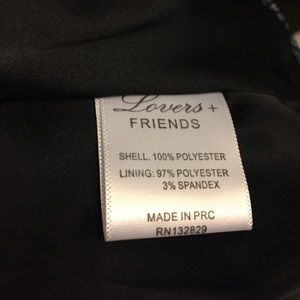 Lovers +
FRIENDS
SHELL. 100% POLYESTER
LINING: 97% POLYESTER
3% SPANDEX
MADE IN PRC
RN132829